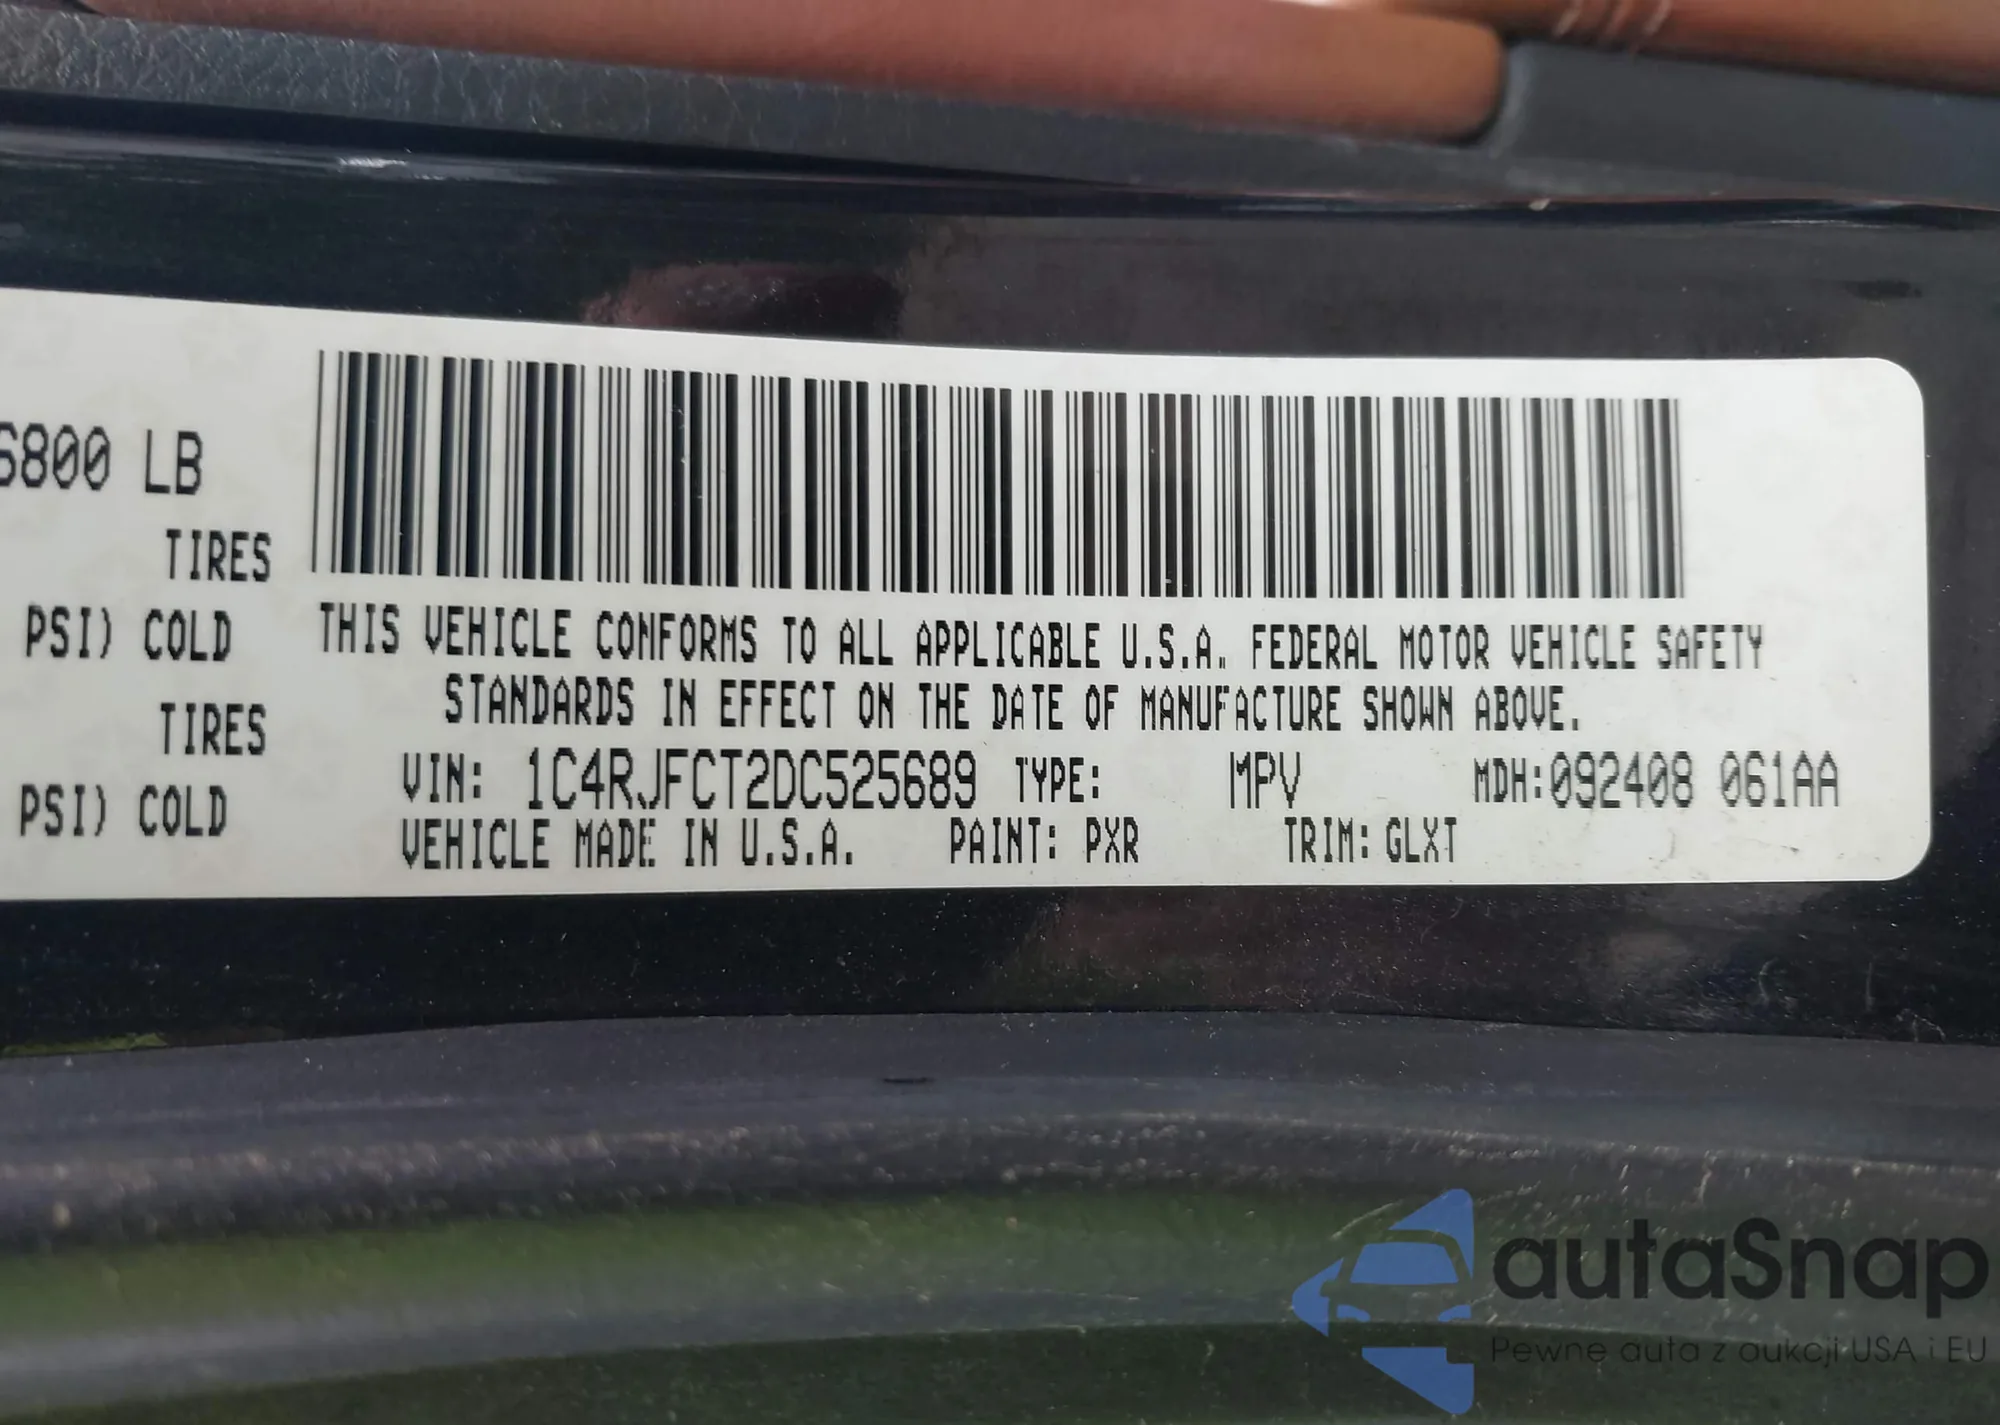 6800 LB
TIRES
PSI) COLD
TIRES
PSI) COLD
THIS VEHICLE CONFORMS TO ALL APPLICABLE U.S.A. FEDERAL MOTOR VEHICLE SAFETY
STANDARDS IN EFFECT ON THE DATE OF MANUFACTURE SHOWN ABOVE.
VIN: 1C4RJFCT2DC525689 TYPE: MPV MDH:092408 061AA
VEHICLE MADE IN U.S.A. PAINT: PXR TRIM: GLXT
autaSnap
Pewne auta z aukcji USA i EU